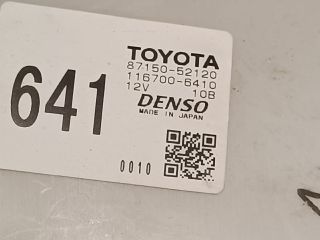 TOYOTA
87150-52120
116700-6410
12V 10B
641
DENSO
MADE IN JAPAN
0010